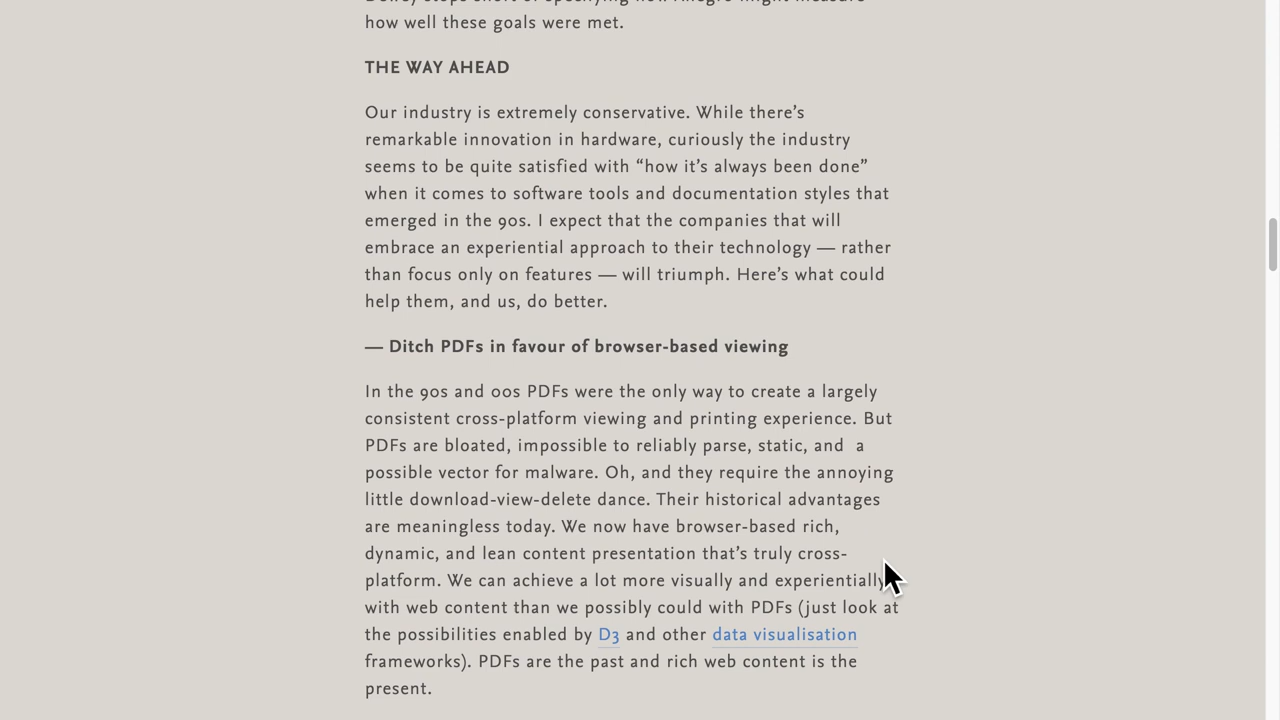 how well these goals were met.
THE WAY AHEAD
Our industry is extremely conservative. While there’s
remarkable innovation in hardware, curiously the industry
seems to be quite satisfied with “how it’s always been done”
when it comes to software tools and documentation styles that
emerged in the 90s. I expect that the companies that will
embrace an experiential approach to their technology — rather
than focus only on features — will triumph. Here’s what could
help them, and us, do better.
— Ditch PDFs in favour of browser-based viewing
In the 90s and 00s PDFs were the only way to create a largely
consistent cross-platform viewing and printing experience. But
PDFs are bloated, impossible to reliably parse, static, and  a
possible vector for malware. Oh, and they require the annoying
little download-view-delete dance. Their historical advantages
are meaningless today. We now have browser-based rich,
dynamic, and lean content presentation that’s truly cross-
platform. We can achieve a lot more visually and experientially
with web content than we possibly could with PDFs (just look at
the possibilities enabled by D3 and other data visualisation
frameworks). PDFs are the past and rich web content is the
present.